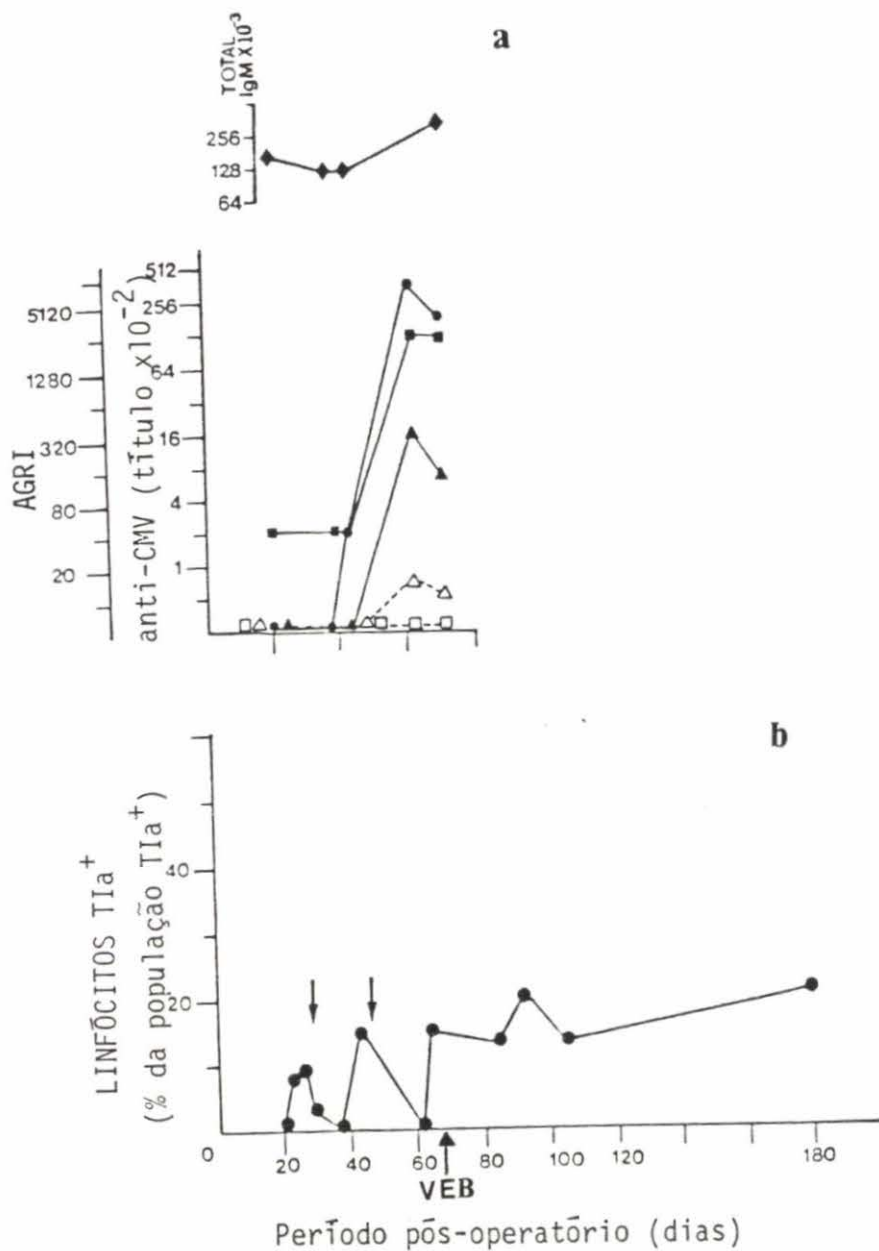 a
TOTAL
IgM X10-3
256
128
64
AGRI
5120
1280
320
80
20
anti-CMV (título x10-2)
512
256
64
16
4
1
b
LINFÓCITOS TIa+
(% da população TIa+)
40
20
0
20
40
60
80
100
120
180
VEB
Período pós-operatório (dias)